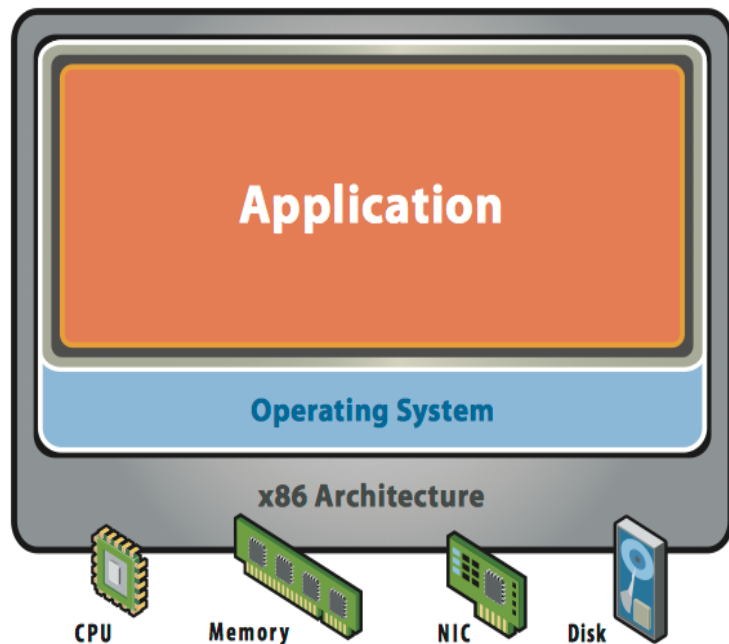 Application
Operating System
x86 Architecture
CPU
Memory
NIC
Disk